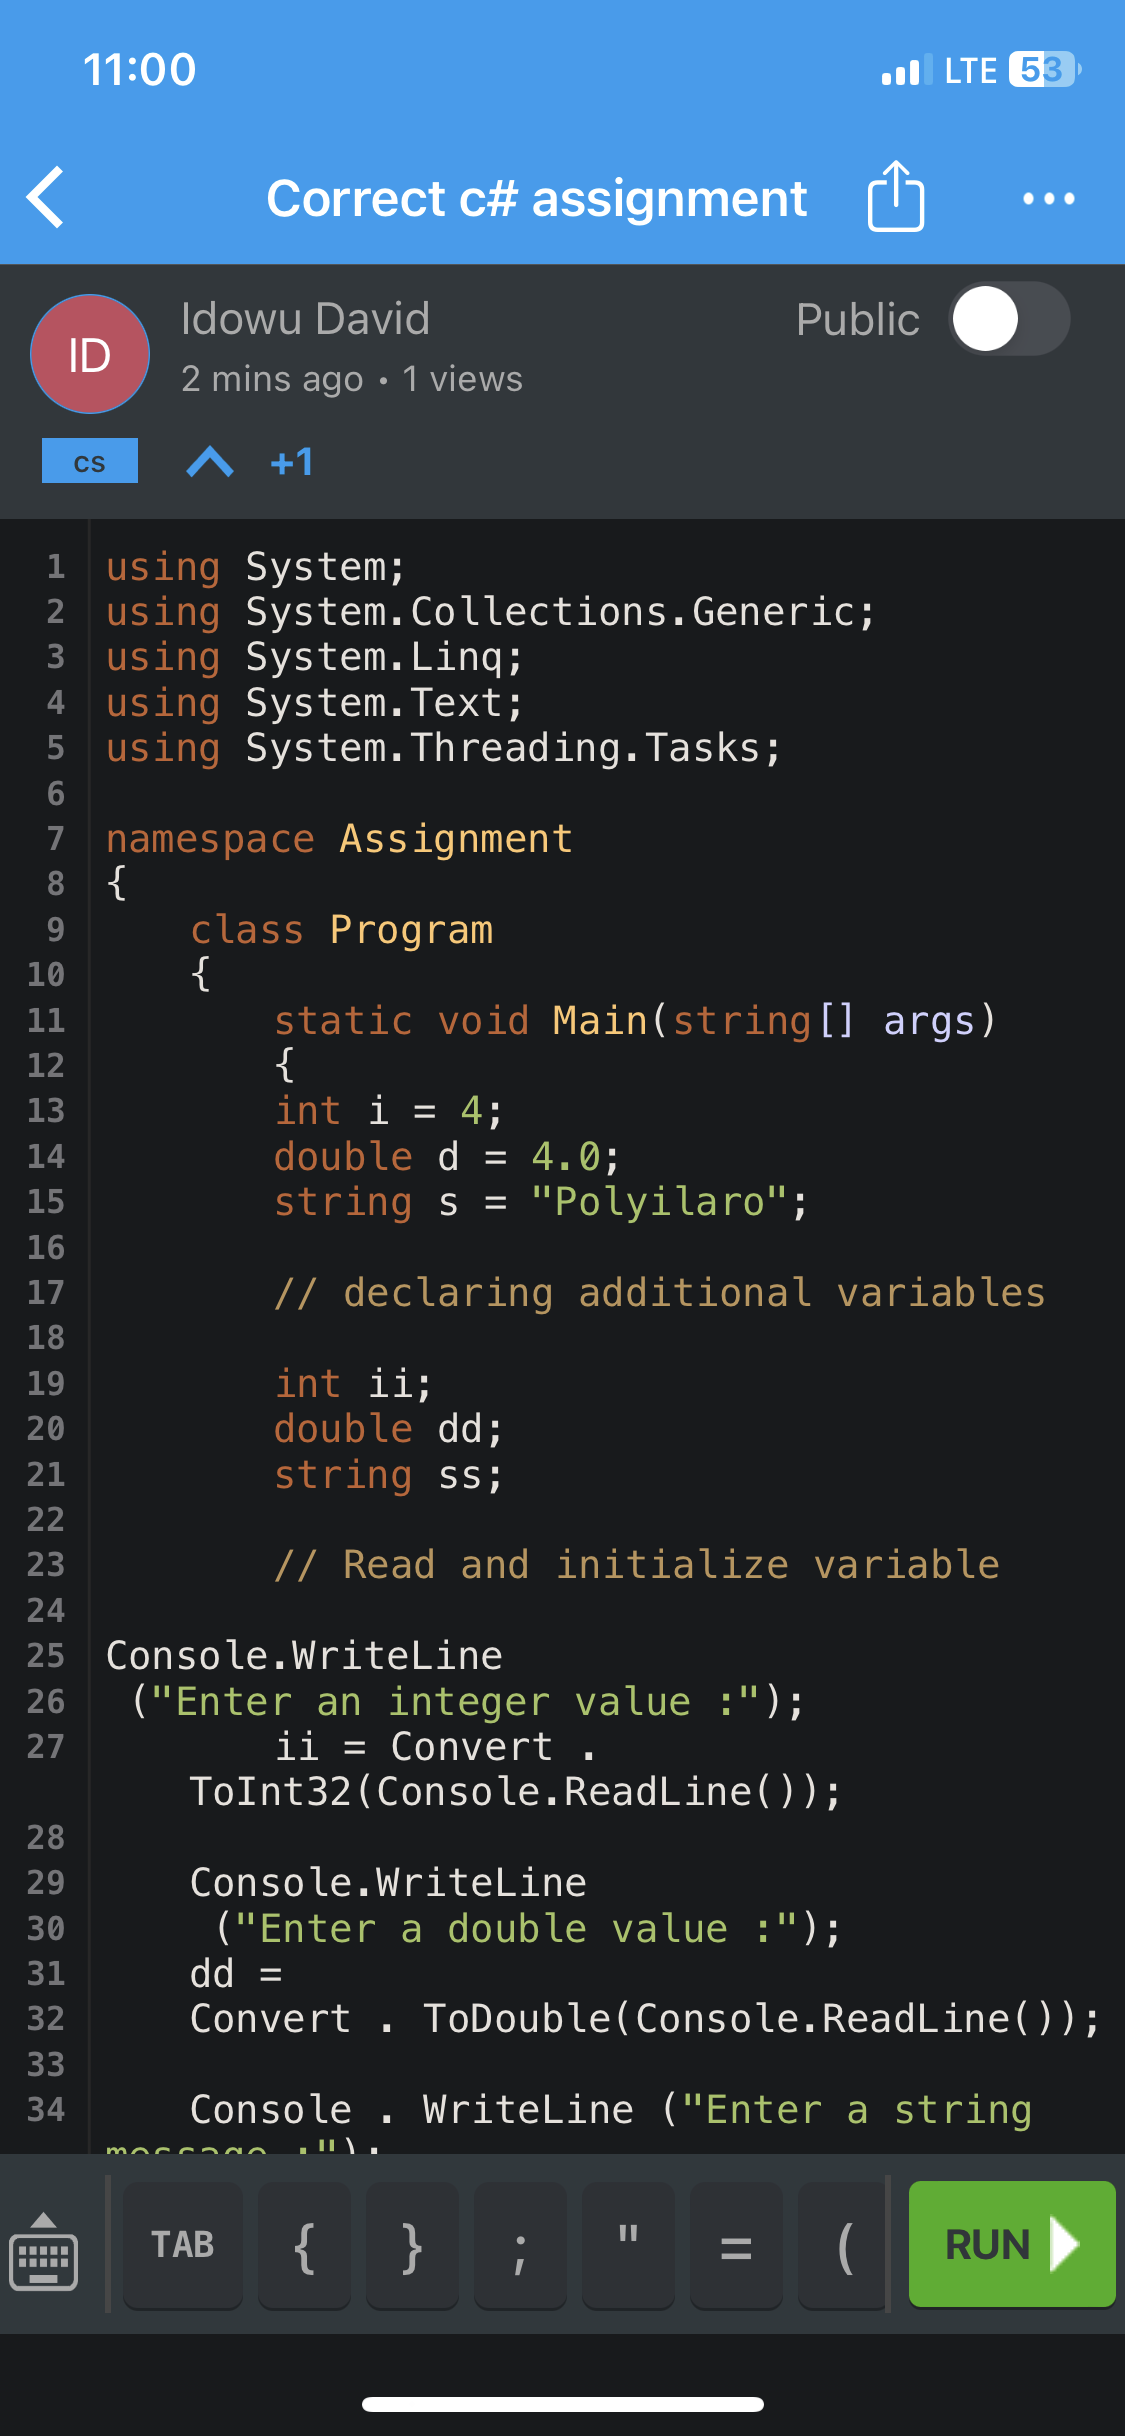 11:00
LTE 53
Correct c# assignment
Idowu David
Public
ID
2 mins ago • 1 views
cs
+1
1 using System;
2 using System.Collections.Generic;
3 using System.Linq;
4 using System.Text;
5 using System.Threading.Tasks;
6
7 namespace Assignment
8 {
9 class Program
10 {
11 static void Main(string[] args)
12 {
13 int i = 4;
14 double d = 4.0;
15 string s = "Polyilaro";
16
17 // declaring additional variables
18
19 int ii;
20 double dd;
21 string ss;
22
23 // Read and initialize variable
24
25 Console.WriteLine
26 ("Enter an integer value :");
27 ii = Convert .
ToInt32(Console.ReadLine());
28
29 Console.WriteLine
30 ("Enter a double value :");
31 dd =
32 Convert . ToDouble(Console.ReadLine());
33
34 Console . WriteLine ("Enter a string
message :");
TAB { } ; " = ( RUN